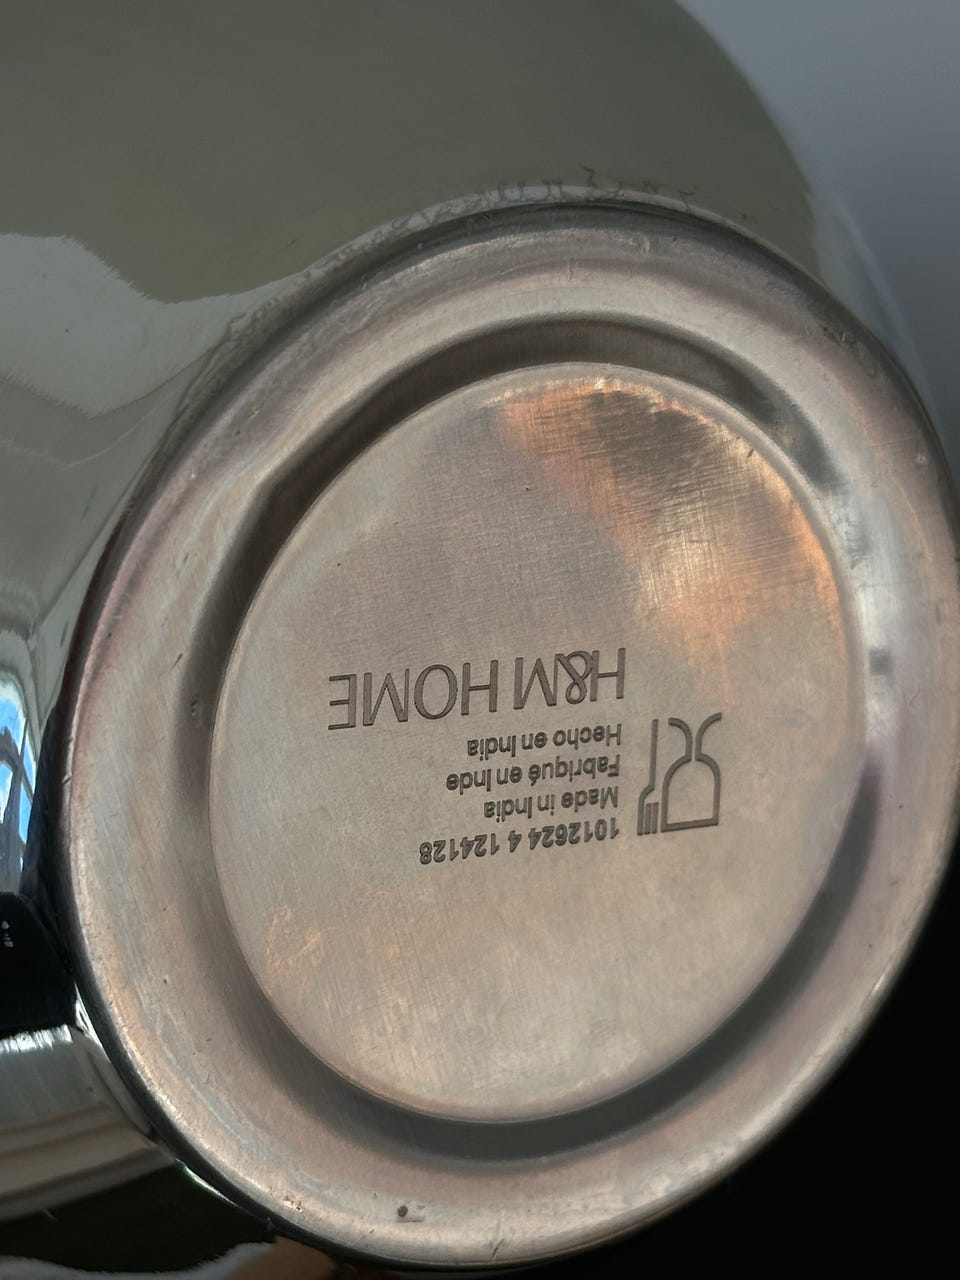 1012624 4 124128
Made in India
Fabriqué en Inde
Hecho en India
H&M HOME